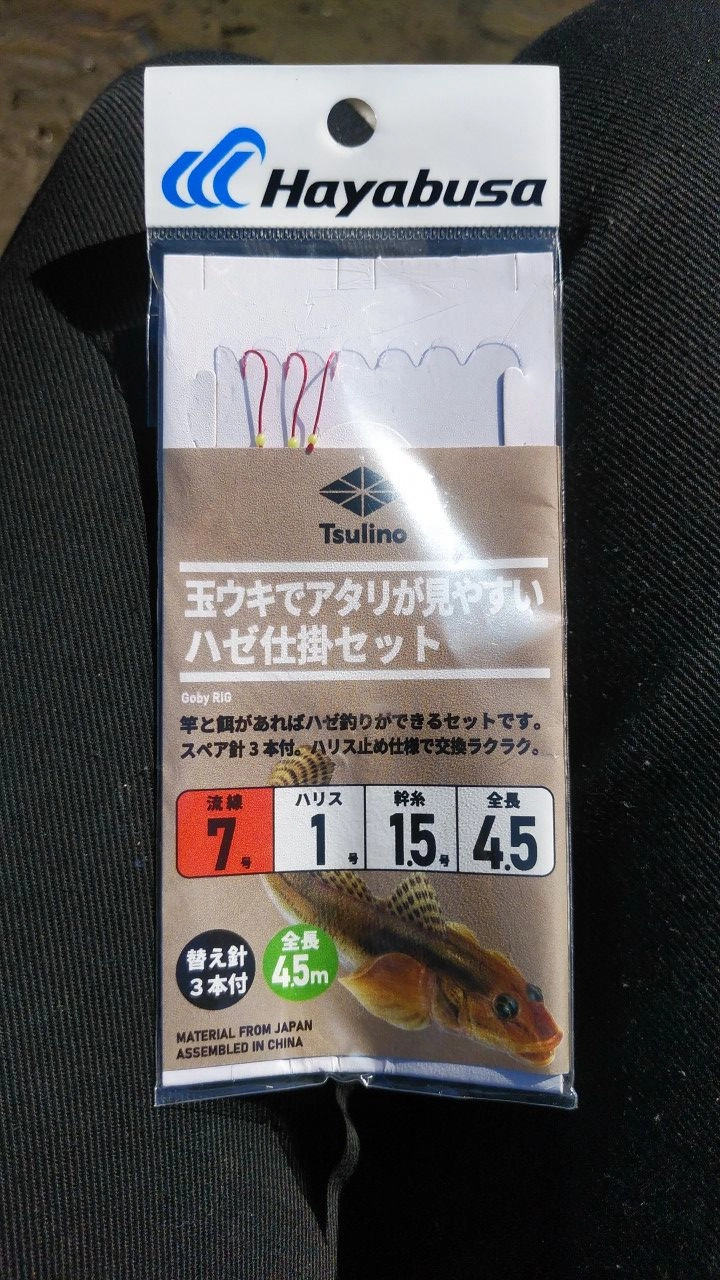 Hayabusa
Tsulino
玉ウキでアタリが見やすい
ハゼ仕掛セット
Goby RiG
竿と餌があればハゼ釣りができるセットです。
スペア針3本付。ハリス止め仕様で交換ラクラク。
流線 ハリス 幹糸 全長
7号 1号 1.5号 4.5
替え針 全長
3本付 4.5m
MATERIAL FROM JAPAN
ASSEMBLED IN CHINA